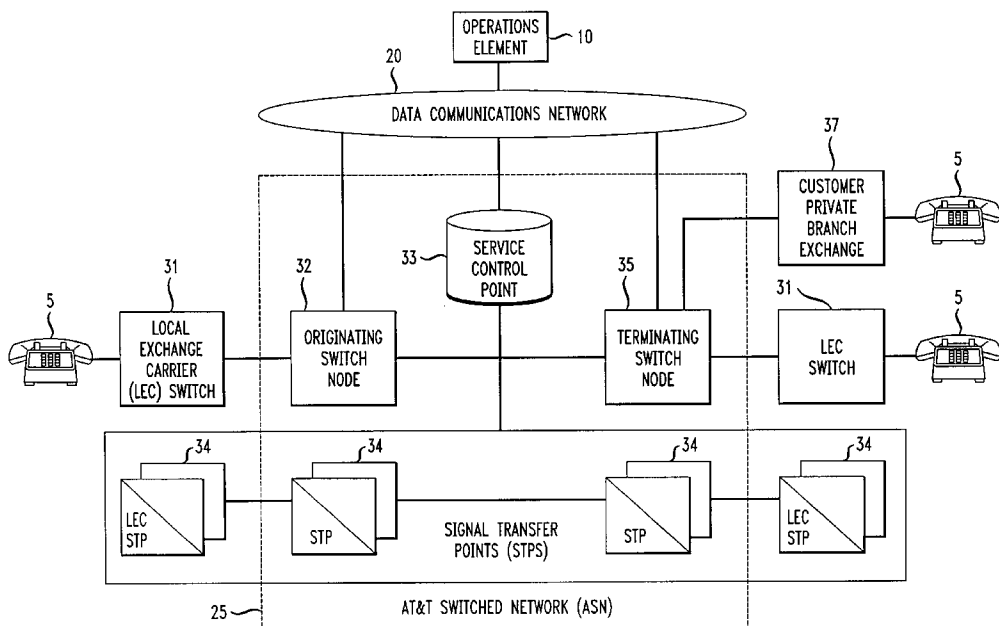 OPERATIONS
ELEMENT
10
20
DATA COMMUNICATIONS NETWORK
37
CUSTOMER
PRIVATE
BRANCH
EXCHANGE
5
33
SERVICE
CONTROL
POINT
5
31
LOCAL
EXCHANGE
CARRIER
(LEC) SWITCH
32
ORIGINATING
SWITCH
NODE
35
TERMINATING
SWITCH
NODE
31
LEC
SWITCH
5
34
LEC
STP
34
STP
SIGNAL TRANSFER
POINTS (STPS)
34
STP
34
LEC
STP
25
AT&T SWITCHED NETWORK (ASN)